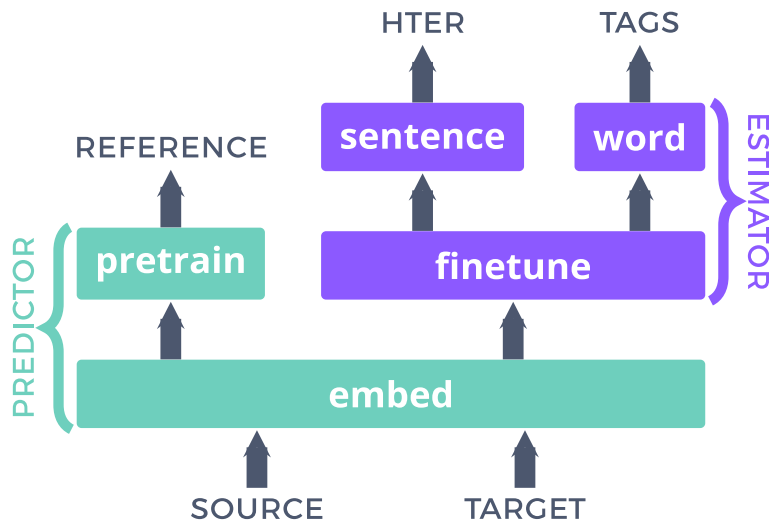 HTER
TAGS
sentence
word
REFERENCE
ESTIMATOR
pretrain
finetune
PREDICTOR
embed
SOURCE
TARGET